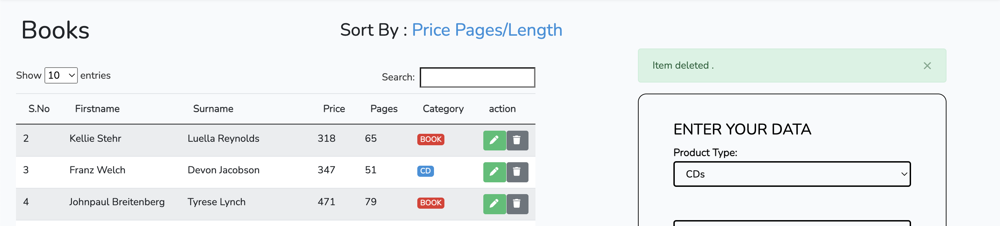 Books
Sort By : Price Pages/Length
Item deleted . ×
Show 10 entries
Search:
S.No Firstname Surname Price Pages Category action
2 Kellie Stehr Luella Reynolds 318 65 BOOK
3 Franz Welch Devon Jacobson 347 51 CD
4 Johnpaul Breitenberg Tyrese Lynch 471 79 BOOK
ENTER YOUR DATA
Product Type:
CDs